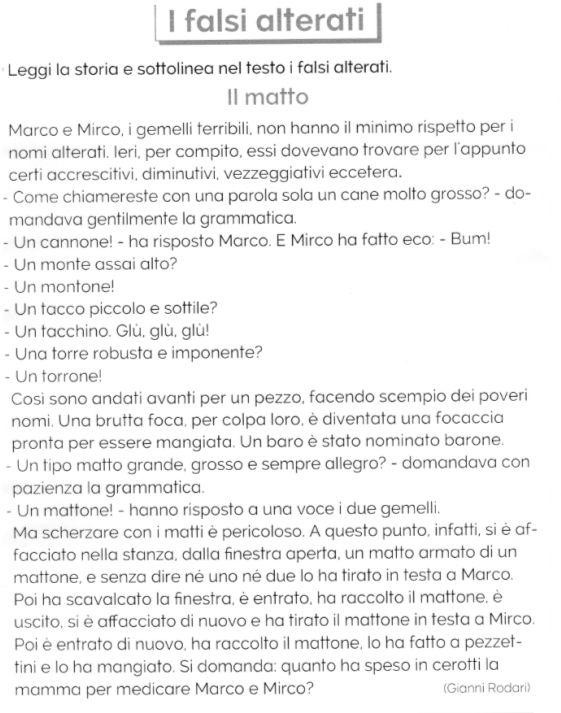 I falsi alterati
Leggi la storia e sottolinea nel testo i falsi alterati.
Il matto
Marco e Mirco, i gemelli terribili, non hanno il minimo rispetto per i
nomi alterati. Ieri, per compito, essi dovevano trovare per l'appunto
certi accrescitivi, diminutivi, vezzeggiativi eccetera.
- Come chiamereste con una parola sola un cane molto grosso? - do-
mandava gentilmente la grammatica.
- Un cannone! - ha risposto Marco. E Mirco ha fatto eco: - Bum!
- Un monte assai alto?
- Un montone!
- Un tacco piccolo e sottile?
- Un tacchino. Glù, glù, glù!
- Una torre robusta e imponente?
- Un torrone!
Così sono andati avanti per un pezzo, facendo scempio dei poveri
nomi. Una brutta foca, per colpa loro, è diventata una focaccia
pronta per essere mangiata. Un baro è stato nominato barone.
- Un tipo matto grande, grosso e sempre allegro? - domandava con
pazienza la grammatica.
- Un mattone! - hanno risposto a una voce i due gemelli.
Ma scherzare con i matti è pericoloso. A questo punto, infatti, si è af-
facciato nella stanza, dalla finestra aperta, un matto armato di un
mattone, e senza dire né uno né due lo ha tirato in testa a Marco.
Poi ha scavalcato la finestra, è entrato, ha raccolto il mattone, è
uscito, si è affacciato di nuovo e ha tirato il mattone in testa a Mirco.
Poi è entrato di nuovo, ha raccolto il mattone, lo ha fatto a pezzet-
tini e lo ha mangiato. Si domanda: quanto ha speso in cerotti la
mamma per medicare Marco e Mirco?
(Gianni Rodari)